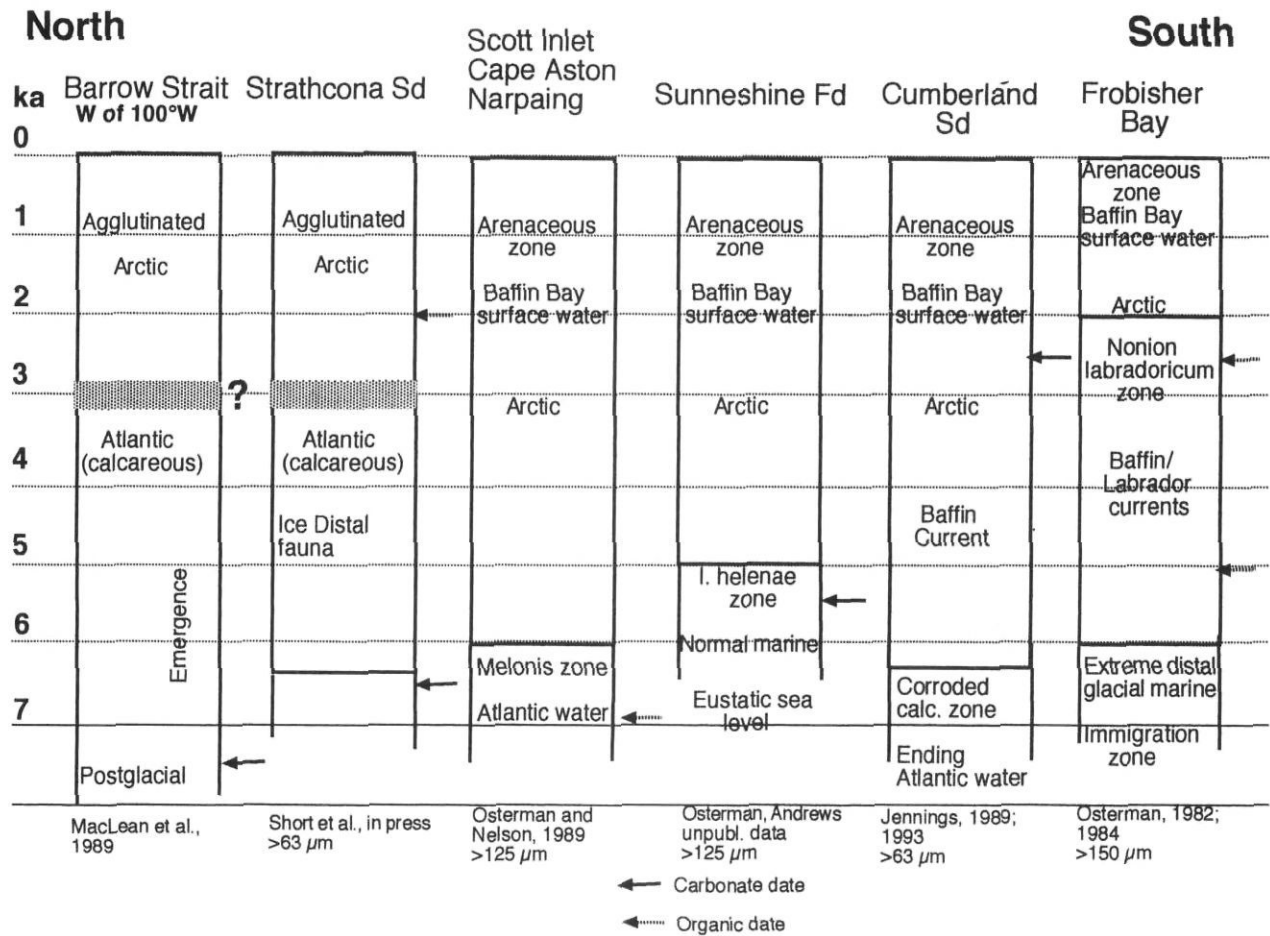 North
South
ka
0
1
2
3
4
5
6
7
Barrow Strait
W of 100°W
Agglutinated
Arctic
?
Atlantic
(calcareous)
Emergence
Postglacial
MacLean et al.,
1989
Strathcona Sd
Agglutinated
Arctic
Atlantic
(calcareous)
Ice Distal
fauna
Short et al., in press
>63 µm
Scott Inlet
Cape Aston
Narpaing
Arenaceous
zone
Baffin Bay
surface water
Arctic
Melonis zone
Atlantic water
Osterman and
Nelson, 1989
>125 µm
Sunneshine Fd
Arenaceous
zone
Baffin Bay
surface water
Arctic
I. helenae
zone
Normal marine
Eustatic sea
level
Osterman, Andrews
unpubl. data
>125 µm
Cumberland
Sd
Arenaceous
zone
Baffin Bay
surface water
Arctic
Baffin
Current
Corroded
calc. zone
Ending
Atlantic water
Jennings, 1989;
1993
>63 µm
Frobisher
Bay
Arenaceous
zone
Baffin Bay
surface water
Arctic
Nonion
labradoricum
zone
Baffin/
Labrador
currents
Extreme distal
glacial marine
Immigration
zone
Osterman, 1982;
1984
>150 µm
Carbonate date
Organic date